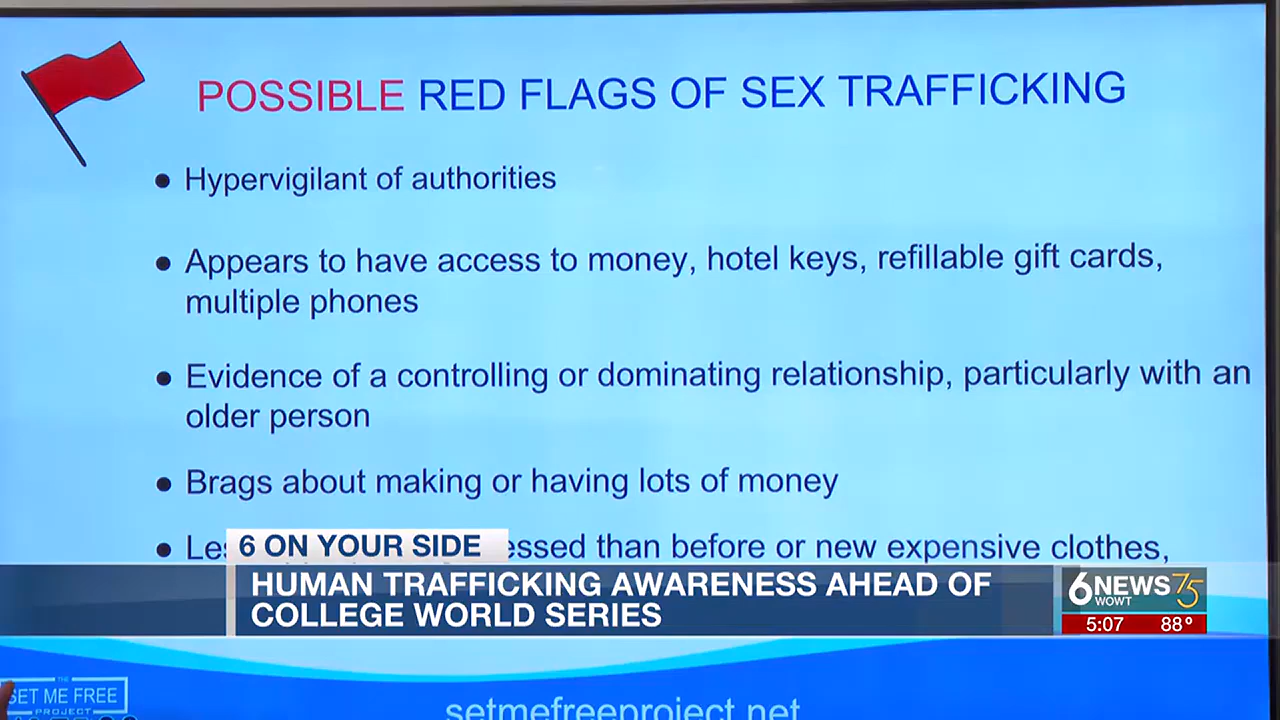 POSSIBLE RED FLAGS OF SEX TRAFFICKING
● Hypervigilant of authorities
● Appears to have access to money, hotel keys, refillable gift cards,
multiple phones
● Evidence of a controlling or dominating relationship, particularly with an
older person
● Brags about making or having lots of money
● than before or new expensive clothes,
6 ON YOUR SIDE
HUMAN TRAFFICKING AWARENESS AHEAD OF
COLLEGE WORLD SERIES
6NEWS 75
WOWT
5:07 88°
THE
SET ME FREE
PROJECT
setmefreeproject.net